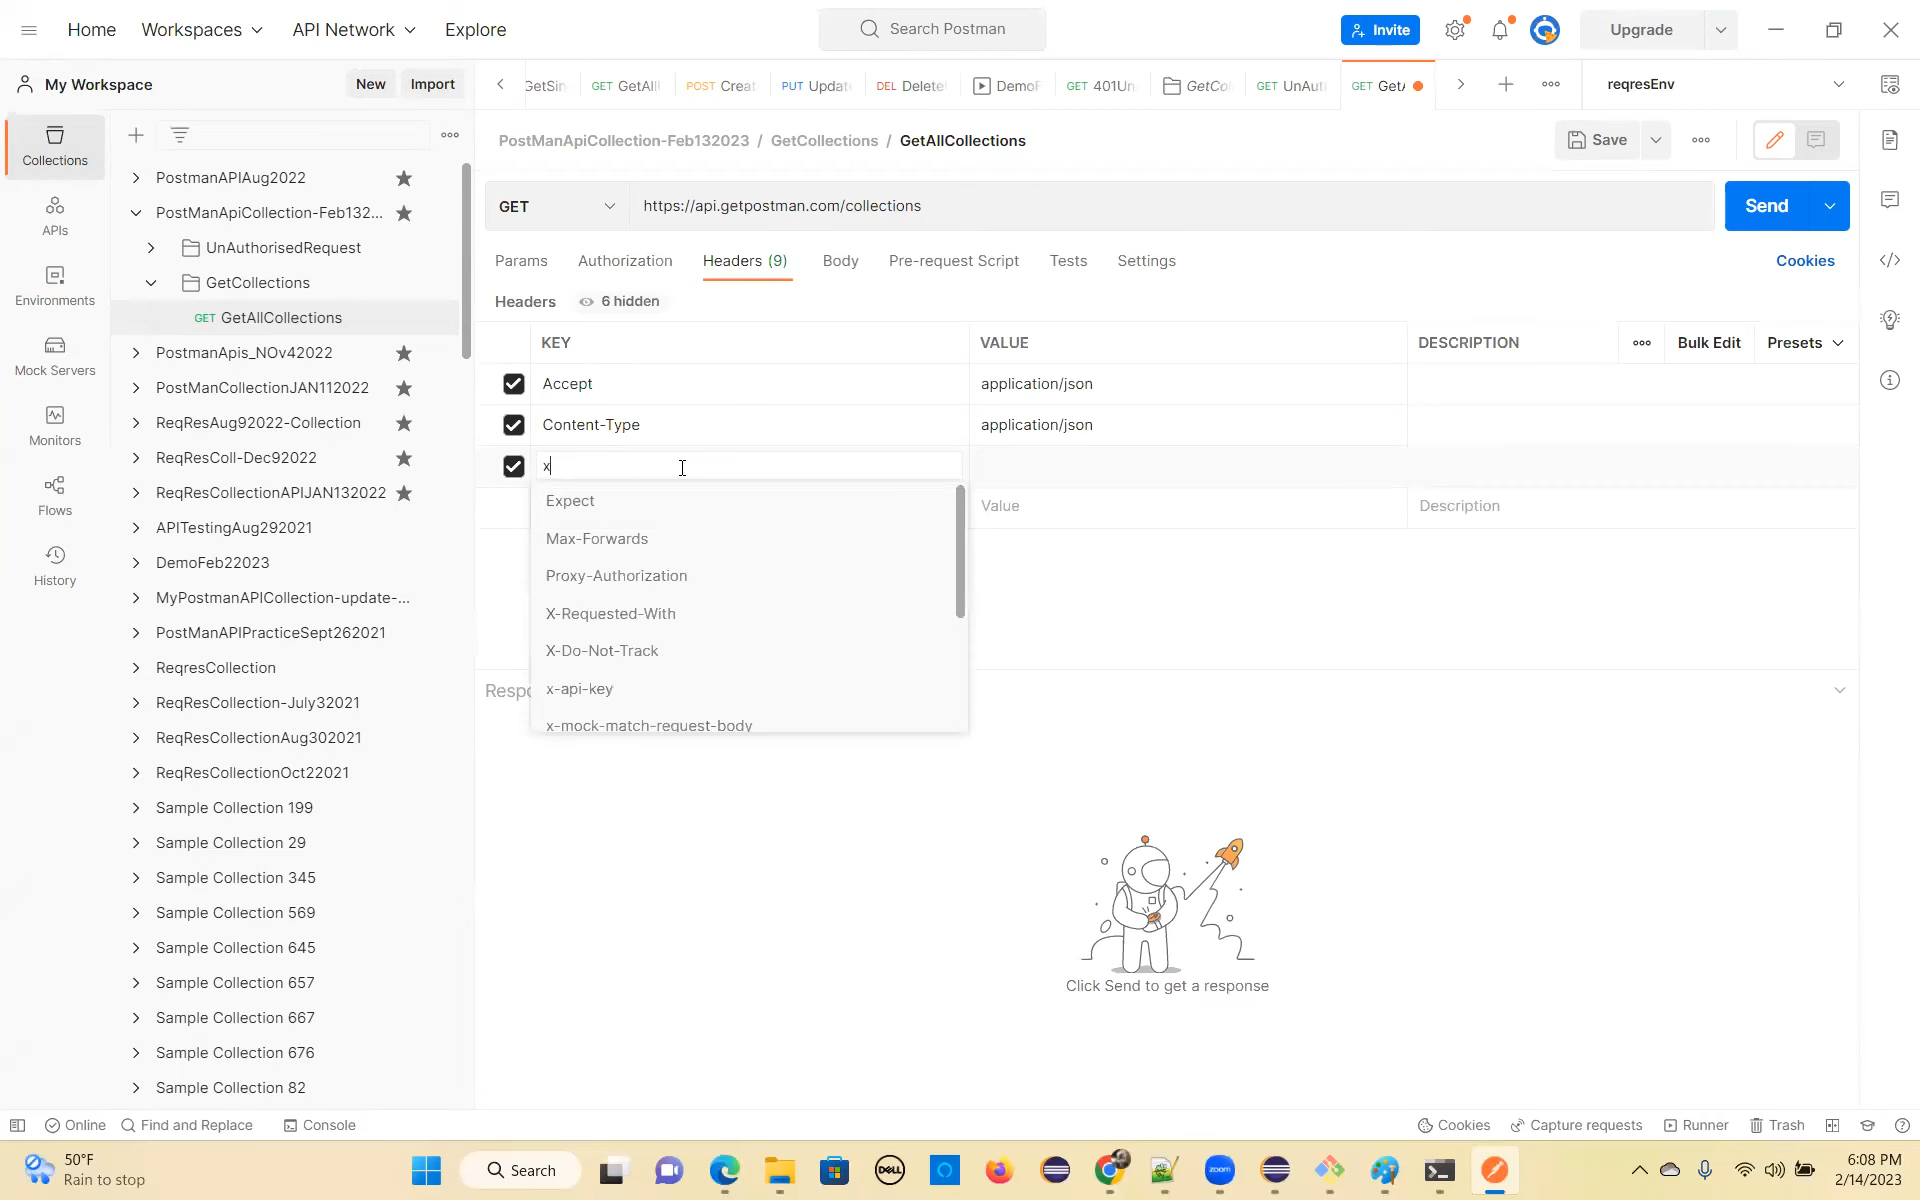 Home Workspaces API Network Explore Search Postman Invite Upgrade
My Workspace New Import GetSin GET GetAll POST Creat PUT Update DEL Delete DemoF GET 401Un GetCol GET UnAut GET GetA reqresEnv
Collections
APIs
Environments
Mock Servers
Monitors
Flows
History
PostmanAPIAug2022
PostManApiCollection-Feb132...
UnAuthorisedRequest
GetCollections
GET GetAllCollections
PostmanApis_NOv42022
PostManCollectionJAN112022
ReqResAug92022-Collection
ReqResColl-Dec92022
ReqResCollectionAPIJAN132022
APITestingAug292021
DemoFeb22023
MyPostmanAPICollection-update-...
PostManAPIPracticeSept262021
ReqresCollection
ReqResCollection-July32021
ReqResCollectionAug302021
ReqResCollectionOct22021
Sample Collection 199
Sample Collection 29
Sample Collection 345
Sample Collection 569
Sample Collection 645
Sample Collection 657
Sample Collection 667
Sample Collection 676
Sample Collection 82
PostManApiCollection-Feb132023 / GetCollections / GetAllCollections Save
GET https://api.getpostman.com/collections Send
Params Authorization Headers (9) Body Pre-request Script Tests Settings Cookies
Headers 6 hidden
KEY VALUE DESCRIPTION Bulk Edit Presets
Accept application/json
Content-Type application/json
x
Value Description
Expect
Max-Forwards
Proxy-Authorization
X-Requested-With
X-Do-Not-Track
x-api-key
x-mock-match-request-body
Respo
Click Send to get a response
Online Find and Replace Console Cookies Capture requests Runner Trash
50°F
Rain to stop
Search
DELL
zoom
6:08 PM
2/14/2023